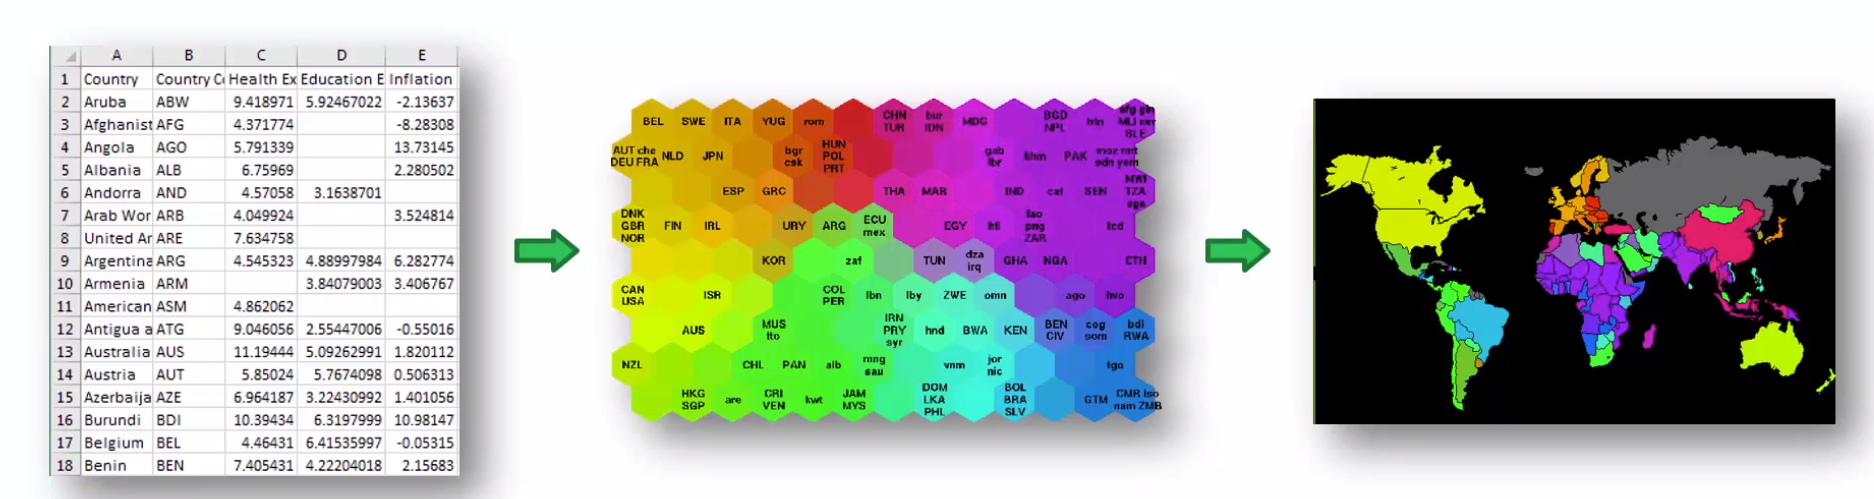 A B C D E
1 Country Country Co Health Ex Education E Inflation
2 Aruba ABW 9.418971 5.92467022 -2.13637
3 Afghanist AFG 4.371774 -8.28308
4 Angola AGO 5.791339 13.73145
5 Albania ALB 6.75969 2.280502
6 Andorra AND 4.57058 3.1638701
7 Arab Wor ARB 4.049924 3.524814
8 United Ar ARE 7.634758
9 Argentina ARG 4.545323 4.88997984 6.282774
10 Armenia ARM 3.84079003 3.406767
11 American ASM 4.862062
12 Antigua a ATG 9.046056 2.55447006 -0.55016
13 Australia AUS 11.19444 5.09262991 1.820112
14 Austria AUT 5.85024 5.7674098 0.506313
15 Azerbaija AZE 6.964187 3.22430992 1.401056
16 Burundi BDI 10.39434 6.3197999 10.98147
17 Belgium BEL 4.46431 6.41535997 -0.05315
18 Benin BEN 7.405431 4.22204018 2.15683
BEL SWE ITA YUG rom CHN TUR bur IDN MDG BGD NPL btn afg gin MLI ner SLE
AUT che DEU FRA NLD JPN bgr csk HUN POL PRT gab lbr khm PAK moz mrt sdn yem
ESP GRC THA MAR IND caf SEN MWI TZA uga
DNK GBR NOR FIN IRL URY ARG ECU mex EGY hti lao png ZAR tcd
KOR zaf TUN dza irq GHA NGA ETH
CAN USA ISR COL PER lbn lby ZWE omn ago hvo
AUS MUS tto IRN PRY syr hnd BWA KEN BEN CIV cog som bdi RWA
NZL CHL PAN alb mng sau vnm jor nic tgo
HKG SGP are CRI VEN kwt JAM MYS DOM LKA PHL BOL BRA SLV GTM CMR lso nam ZMB